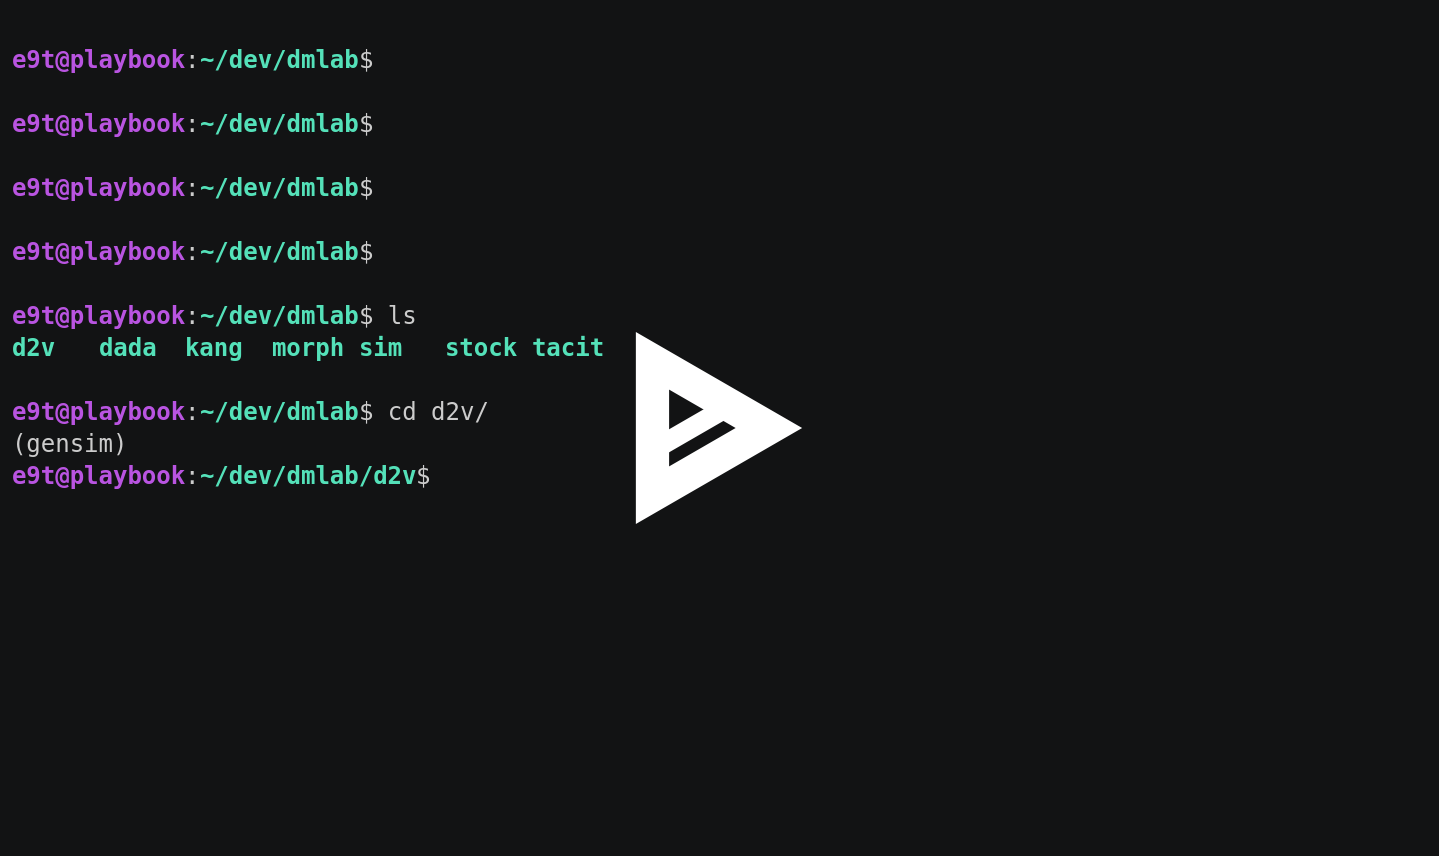 e9t@playbook:~/dev/dmlab$
e9t@playbook:~/dev/dmlab$
e9t@playbook:~/dev/dmlab$
e9t@playbook:~/dev/dmlab$
e9t@playbook:~/dev/dmlab$ ls
d2v   dada  kang  morph sim   stock tacit
e9t@playbook:~/dev/dmlab$ cd d2v/
(gensim)
e9t@playbook:~/dev/dmlab/d2v$